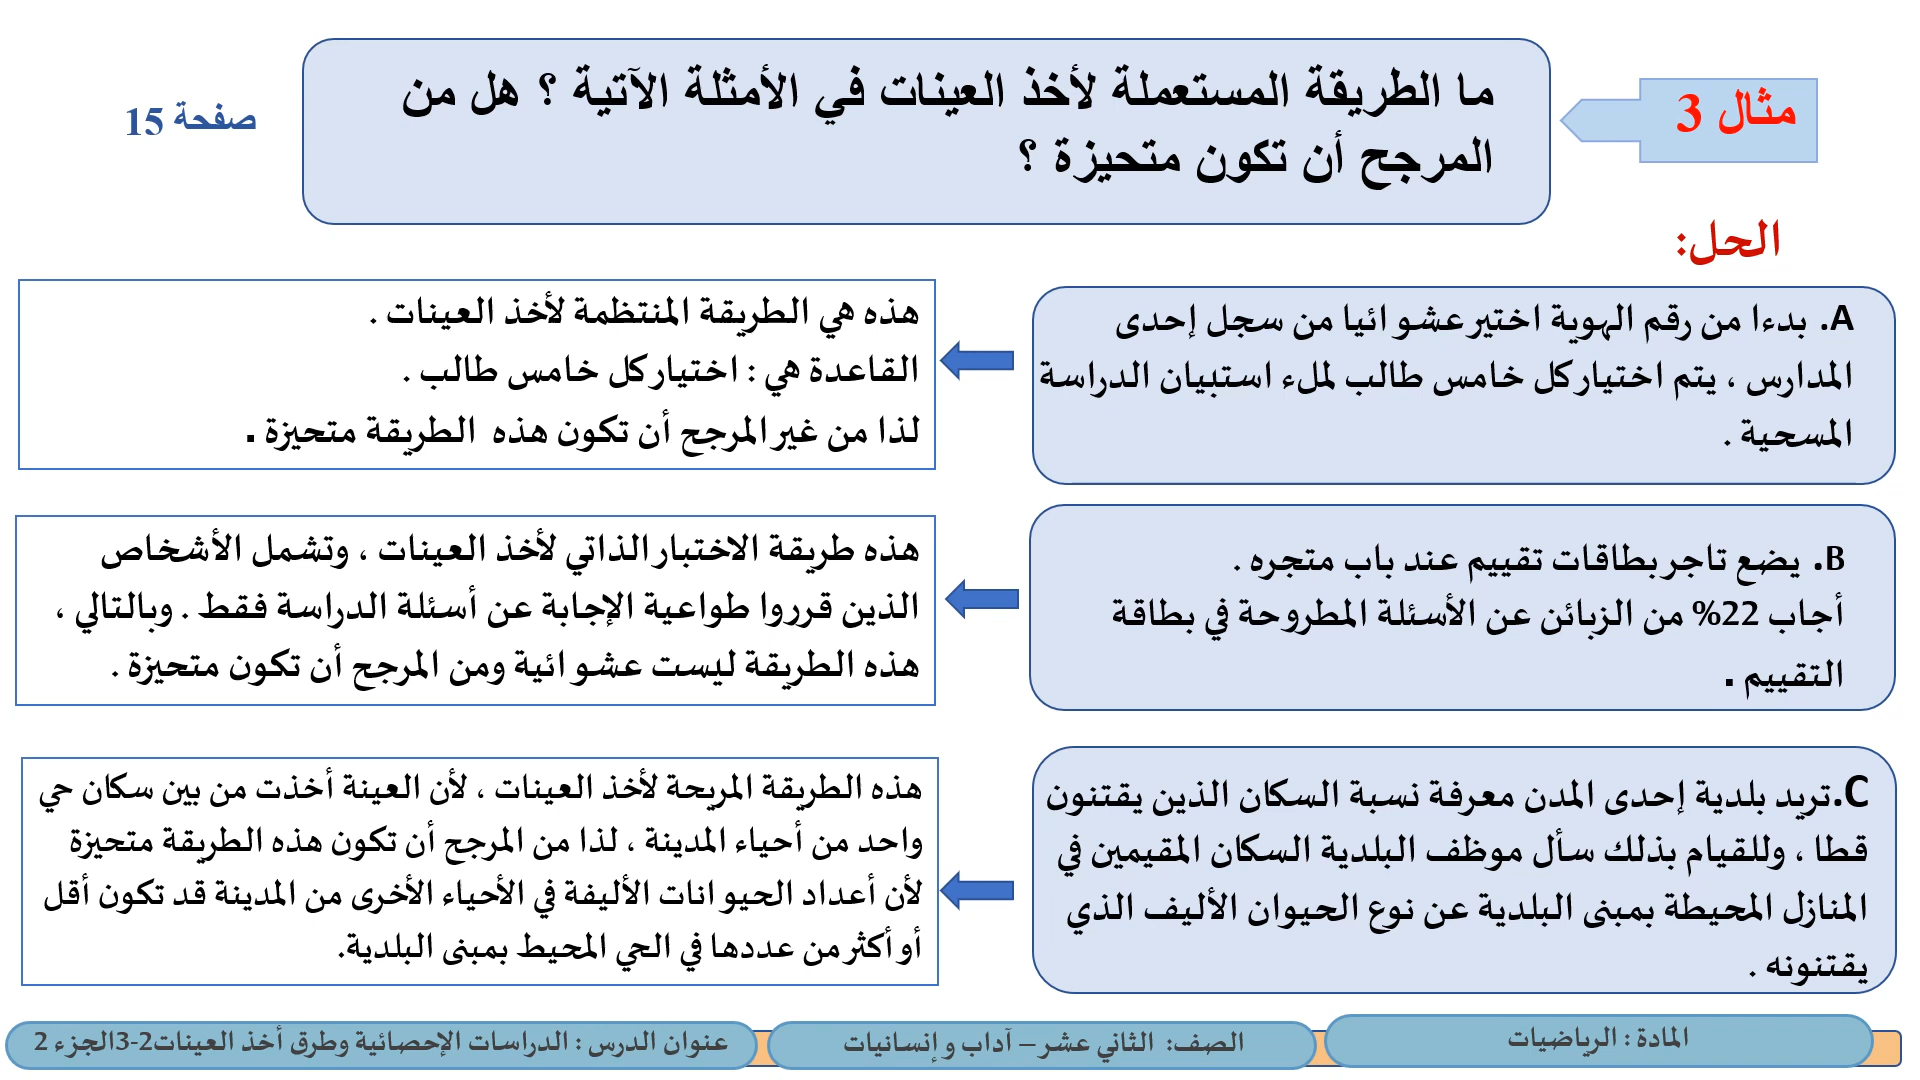 مثال 3
ما الطريقة المستعملة لأخذ العينات في الأمثلة الآتية ؟ هل من
المرجح أن تكون متحيزة ؟
صفحة 15
الحل:
A. بدءا من رقم الهوية اختير عشوائيا من سجل إحدى
المدارس ، يتم اختيار كل خامس طالب لملء استبيان الدراسة
المسحية .
هذه هي الطريقة المنتظمة لأخذ العينات .
القاعدة هي : اختيار كل خامس طالب .
لذا من غير المرجح أن تكون هذه الطريقة متحيزة .
B. يضع تاجر بطاقات تقييم عند باب متجره .
أجاب 22% من الزبائن عن الأسئلة المطروحة في بطاقة
التقييم .
هذه طريقة الاختبار الذاتي لأخذ العينات ، وتشمل الأشخاص
الذين قرروا طواعية الإجابة عن أسئلة الدراسة فقط . وبالتالي ،
هذه الطريقة ليست عشوائية ومن المرجح أن تكون متحيزة .
C.تريد بلدية إحدى المدن معرفة نسبة السكان الذين يقتنون
قطا ، وللقيام بذلك سأل موظف البلدية السكان المقيمين في
المنازل المحيطة بمبنى البلدية عن نوع الحيوان الأليف الذي
يقتنونه .
هذه الطريقة المريحة لأخذ العينات ، لأن العينة أخذت من بين سكان حي
واحد من أحياء المدينة ، لذا من المرجح أن تكون هذه الطريقة متحيزة
لأن أعداد الحيوانات الأليفة في الأحياء الأخرى من المدينة قد تكون أقل
أو أكثر من عددها في الحي المحيط بمبنى البلدية.
المادة : الرياضيات
الصف: الثاني عشر – آداب وإنسانيات
عنوان الدرس : الدراسات الإحصائية وطرق أخذ العينات2-3الجزء 2